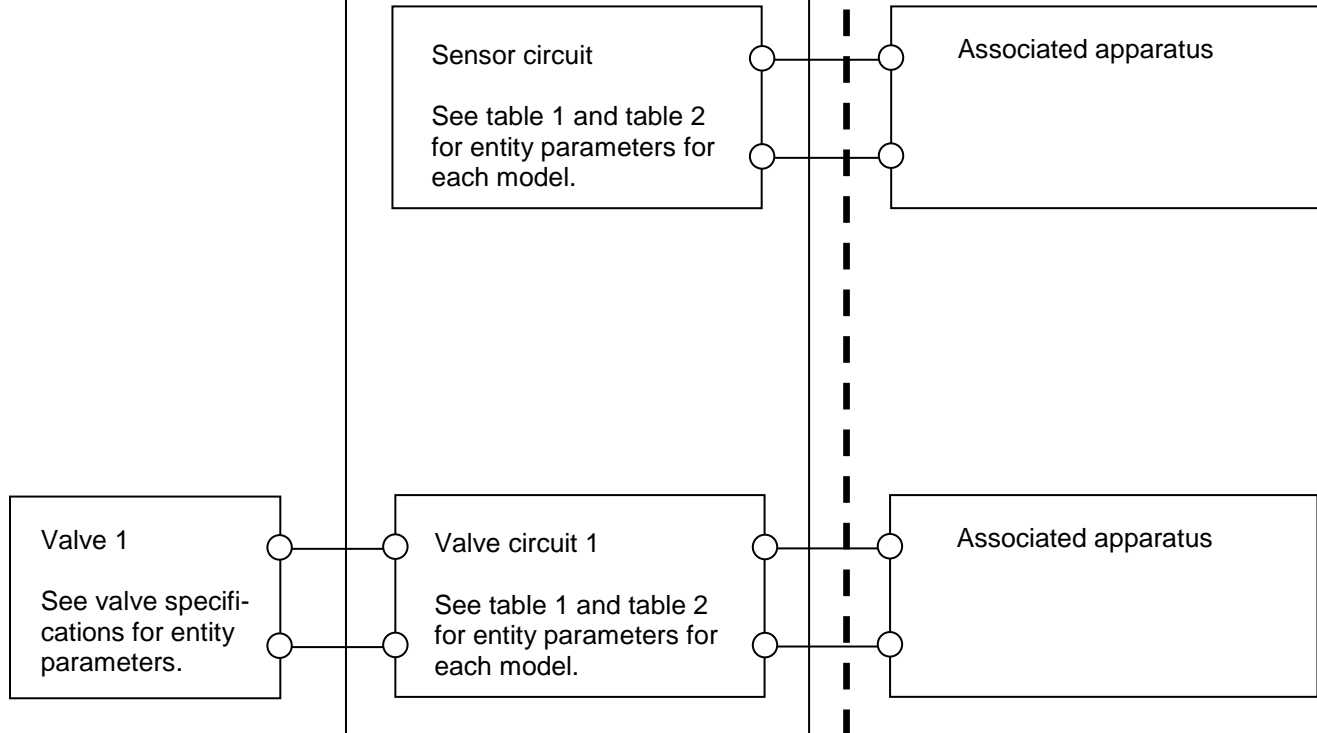 Sensor circuit
See table 1 and table 2
for entity parameters for
each model.
Associated apparatus
Valve 1
See valve specifi-
cations for entity
parameters.
Valve circuit 1
See table 1 and table 2
for entity parameters for
each model.
Associated apparatus